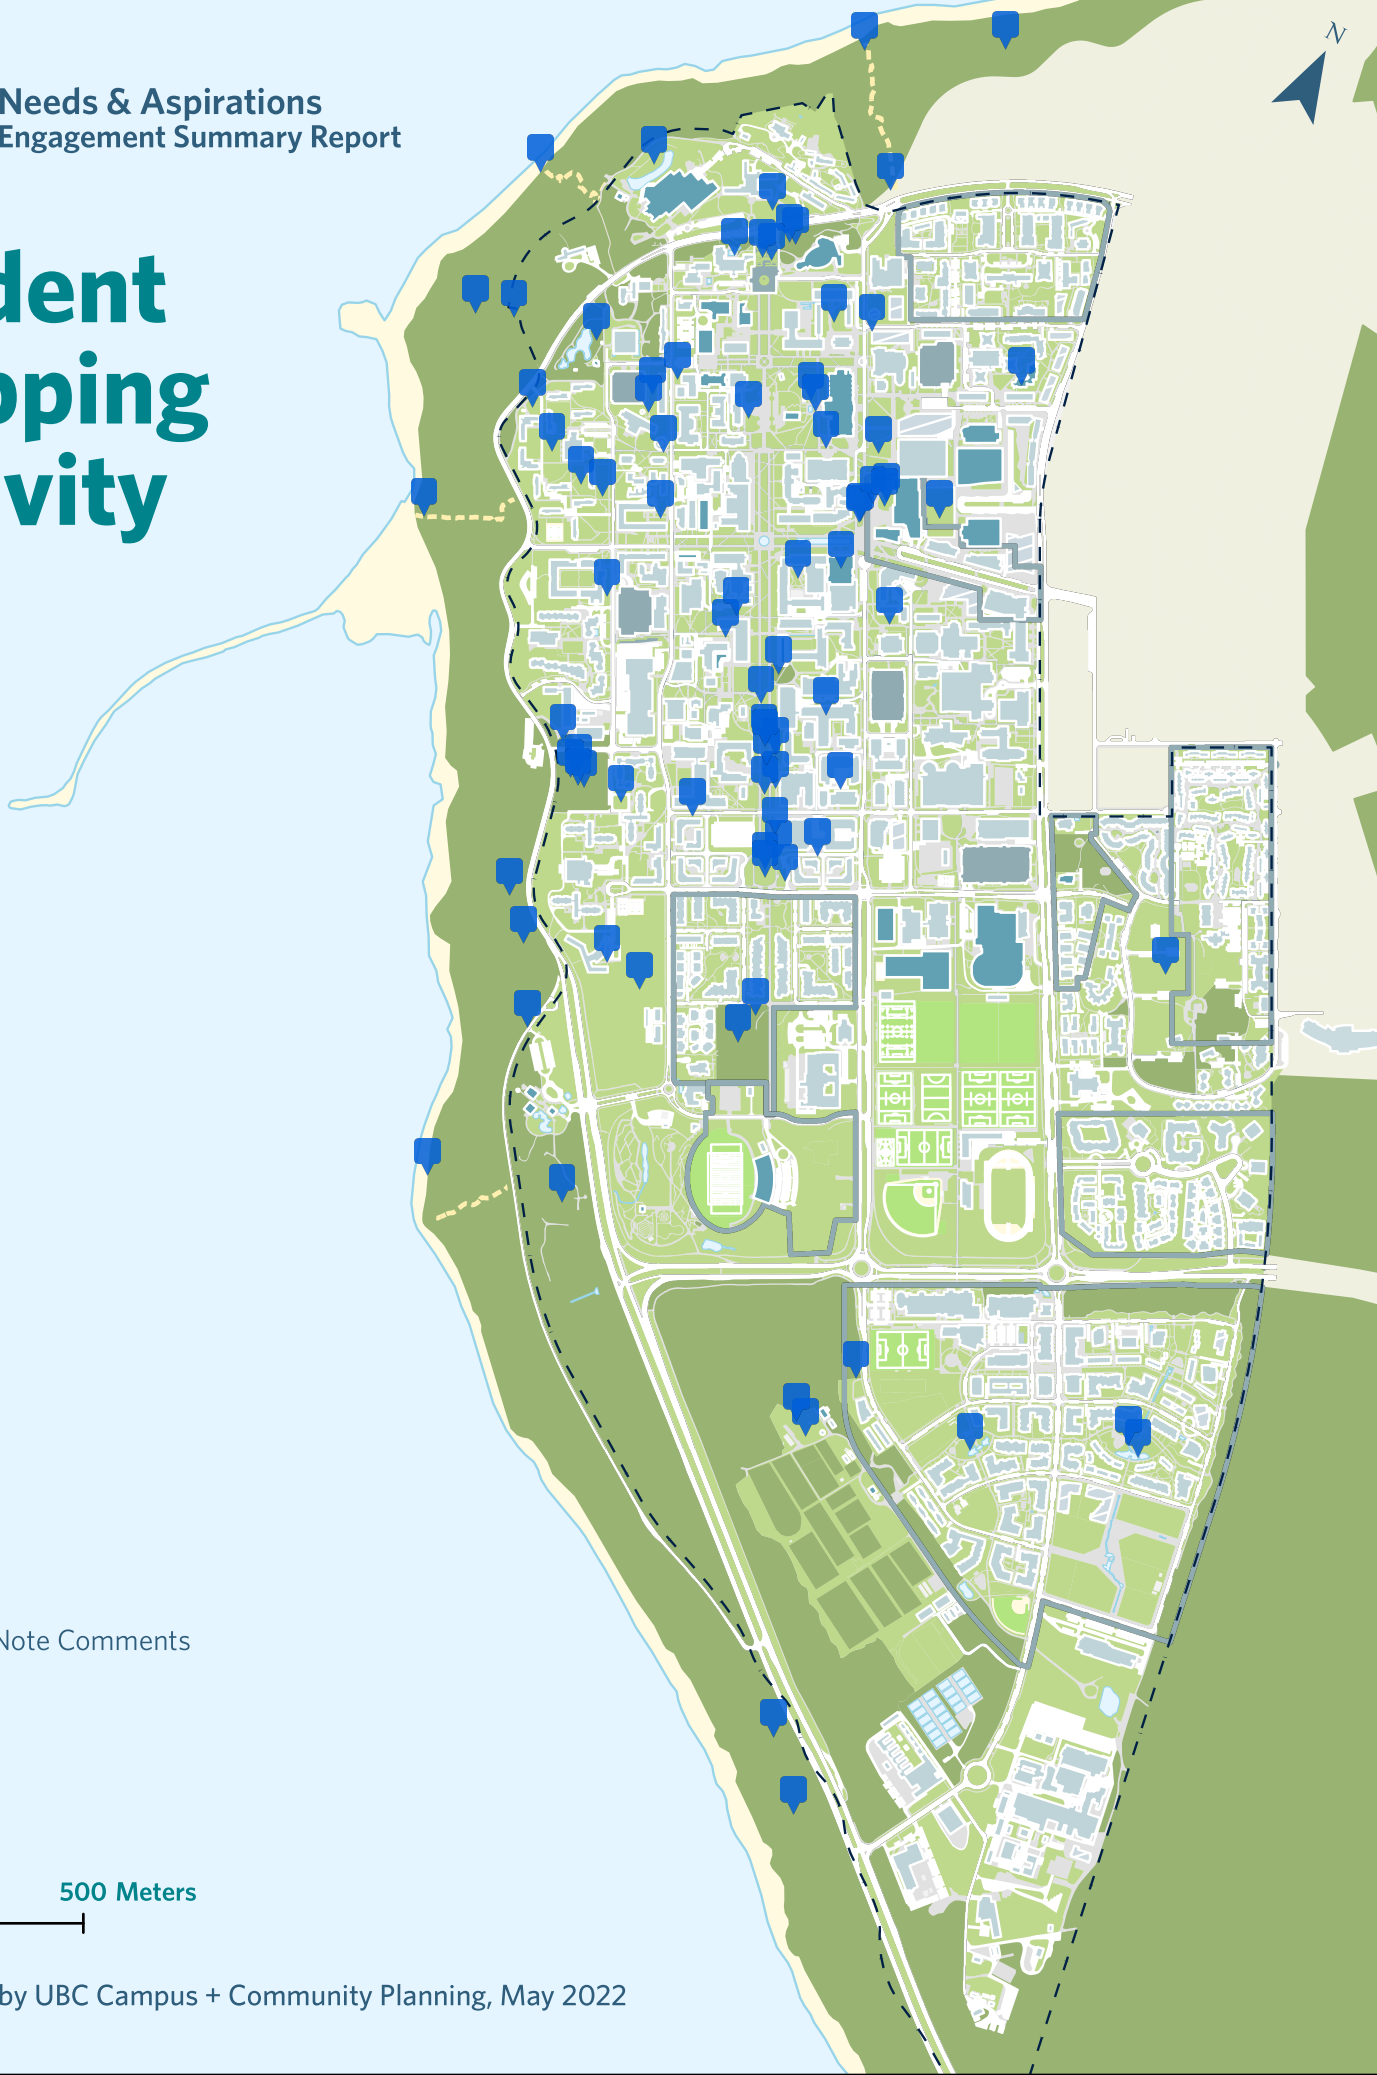 N
Needs & Aspirations
Engagement Summary Report
dent
pping
vity
Note Comments
500 Meters
by UBC Campus + Community Planning, May 2022